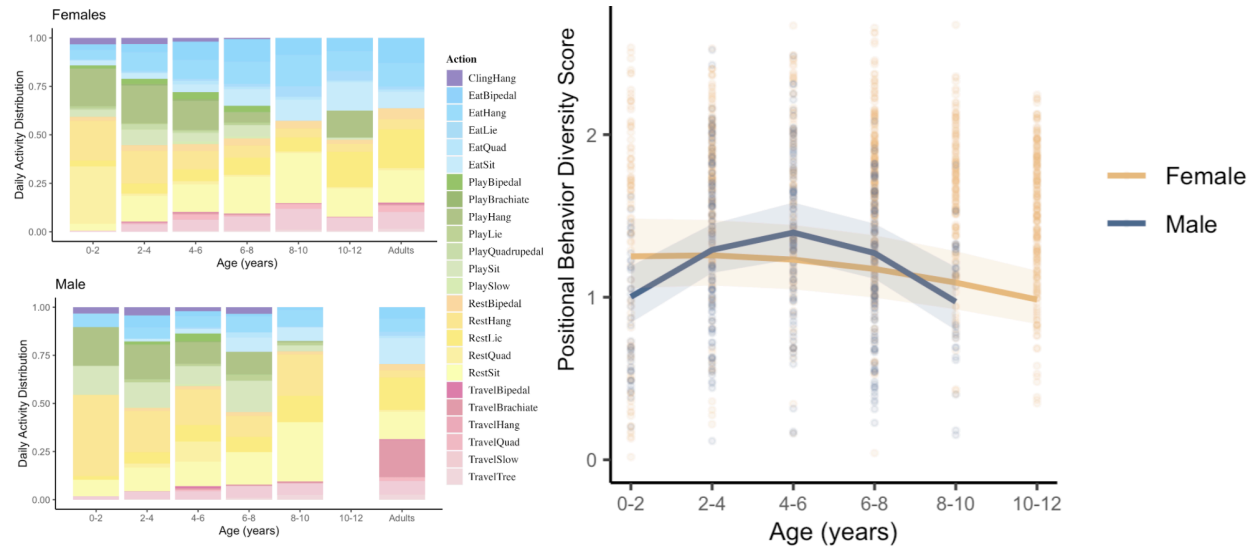 Females
1.00
0.75
0.50
0.25
0.00
Daily Activity Distribution
0-2 2-4 4-6 6-8 8-10 10-12 Adults
Age (years)
Male
1.00
0.75
0.50
0.25
0.00
Daily Activity Distribution
0-2 2-4 4-6 6-8 8-10 10-12 Adults
Age (years)
Action
ClingHang
EatBipedal
EatHang
EatLie
EatQuad
EatSit
PlayBipedal
PlayBrachiate
PlayHang
PlayLie
PlayQuadrupedal
PlaySit
PlaySlow
RestBipedal
RestHang
RestLie
RestQuad
RestSit
TravelBipedal
TravelBrachiate
TravelHang
TravelQuad
TravelSlow
TravelTree
Positional Behavior Diversity Score
2
1
0
0-2 2-4 4-6 6-8 8-10 10-12
Age (years)
Female
Male